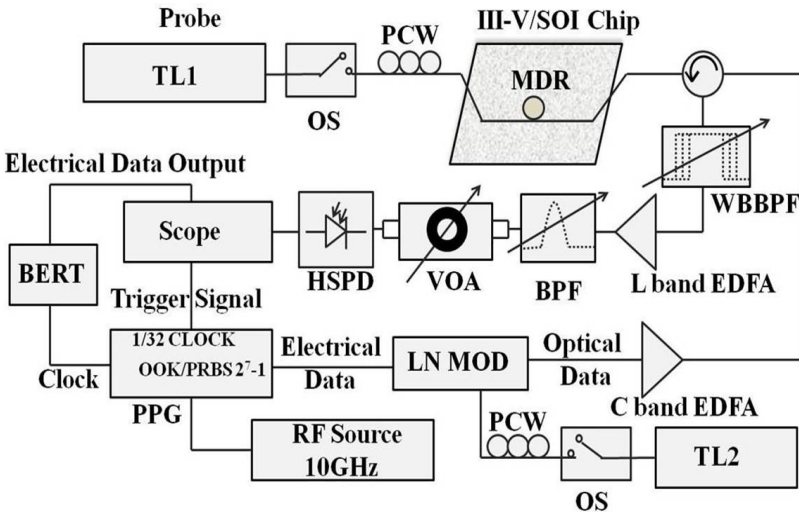 Probe
III-V/SOI Chip
PCW
TL1
MDR
OS
Electrical Data Output
WBBPF
Scope
BERT
HSPD
VOA
BPF
L band EDFA
Trigger Signal
1/32 CLOCK
OOK/PRBS 2⁷-1
Electrical
Data
LN MOD
Optical
Data
Clock
PPG
C band EDFA
RF Source
10GHz
PCW
TL2
OS